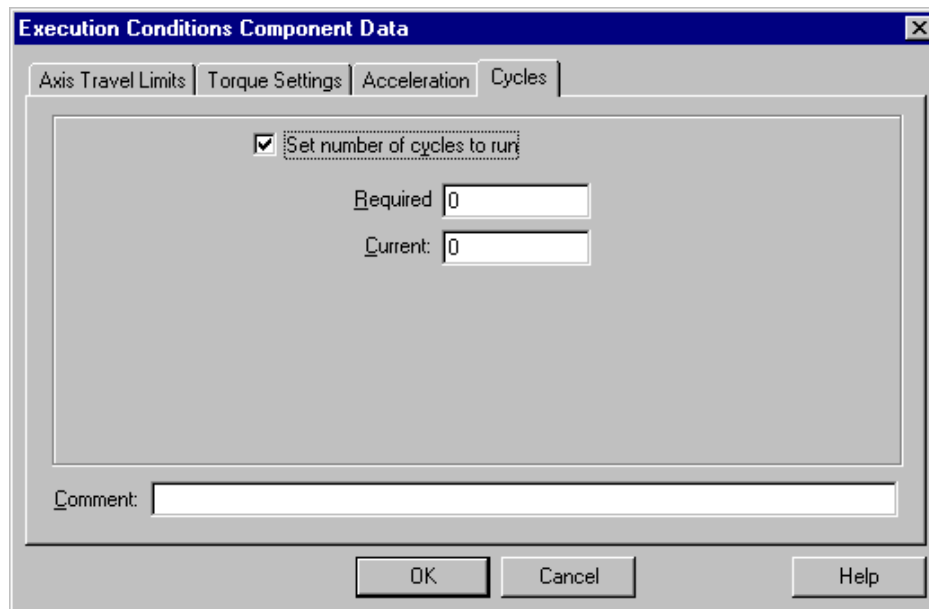 Execution Conditions Component Data
Axis Travel Limits Torque Settings Acceleration Cycles
Set number of cycles to run
Required 0
Current: 0
Comment:
OK Cancel Help